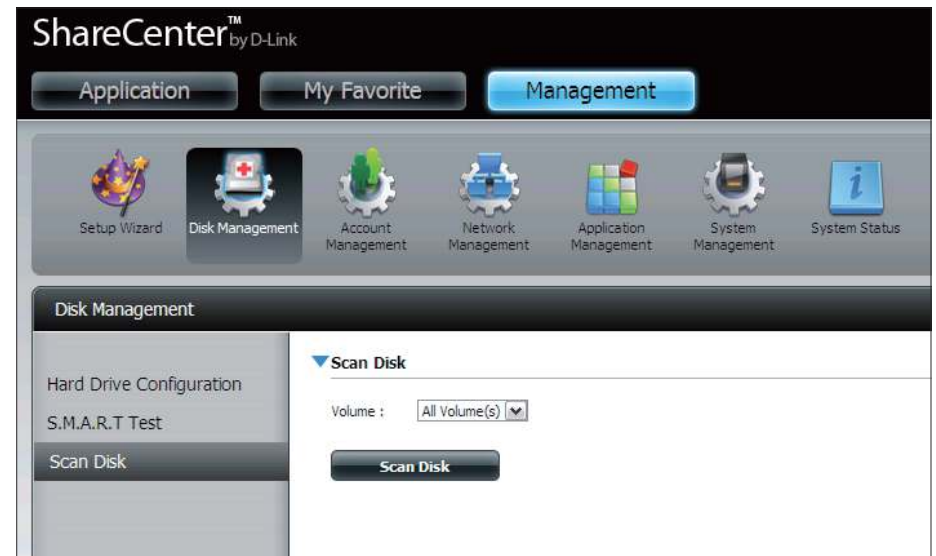 ShareCenter™ by D-Link
Application My Favorite Management
Setup Wizard Disk Management Account Management Network Management Application Management System Management System Status
Disk Management
Hard Drive Configuration
S.M.A.R.T Test
Scan Disk
Scan Disk
Volume : All Volume(s)
Scan Disk